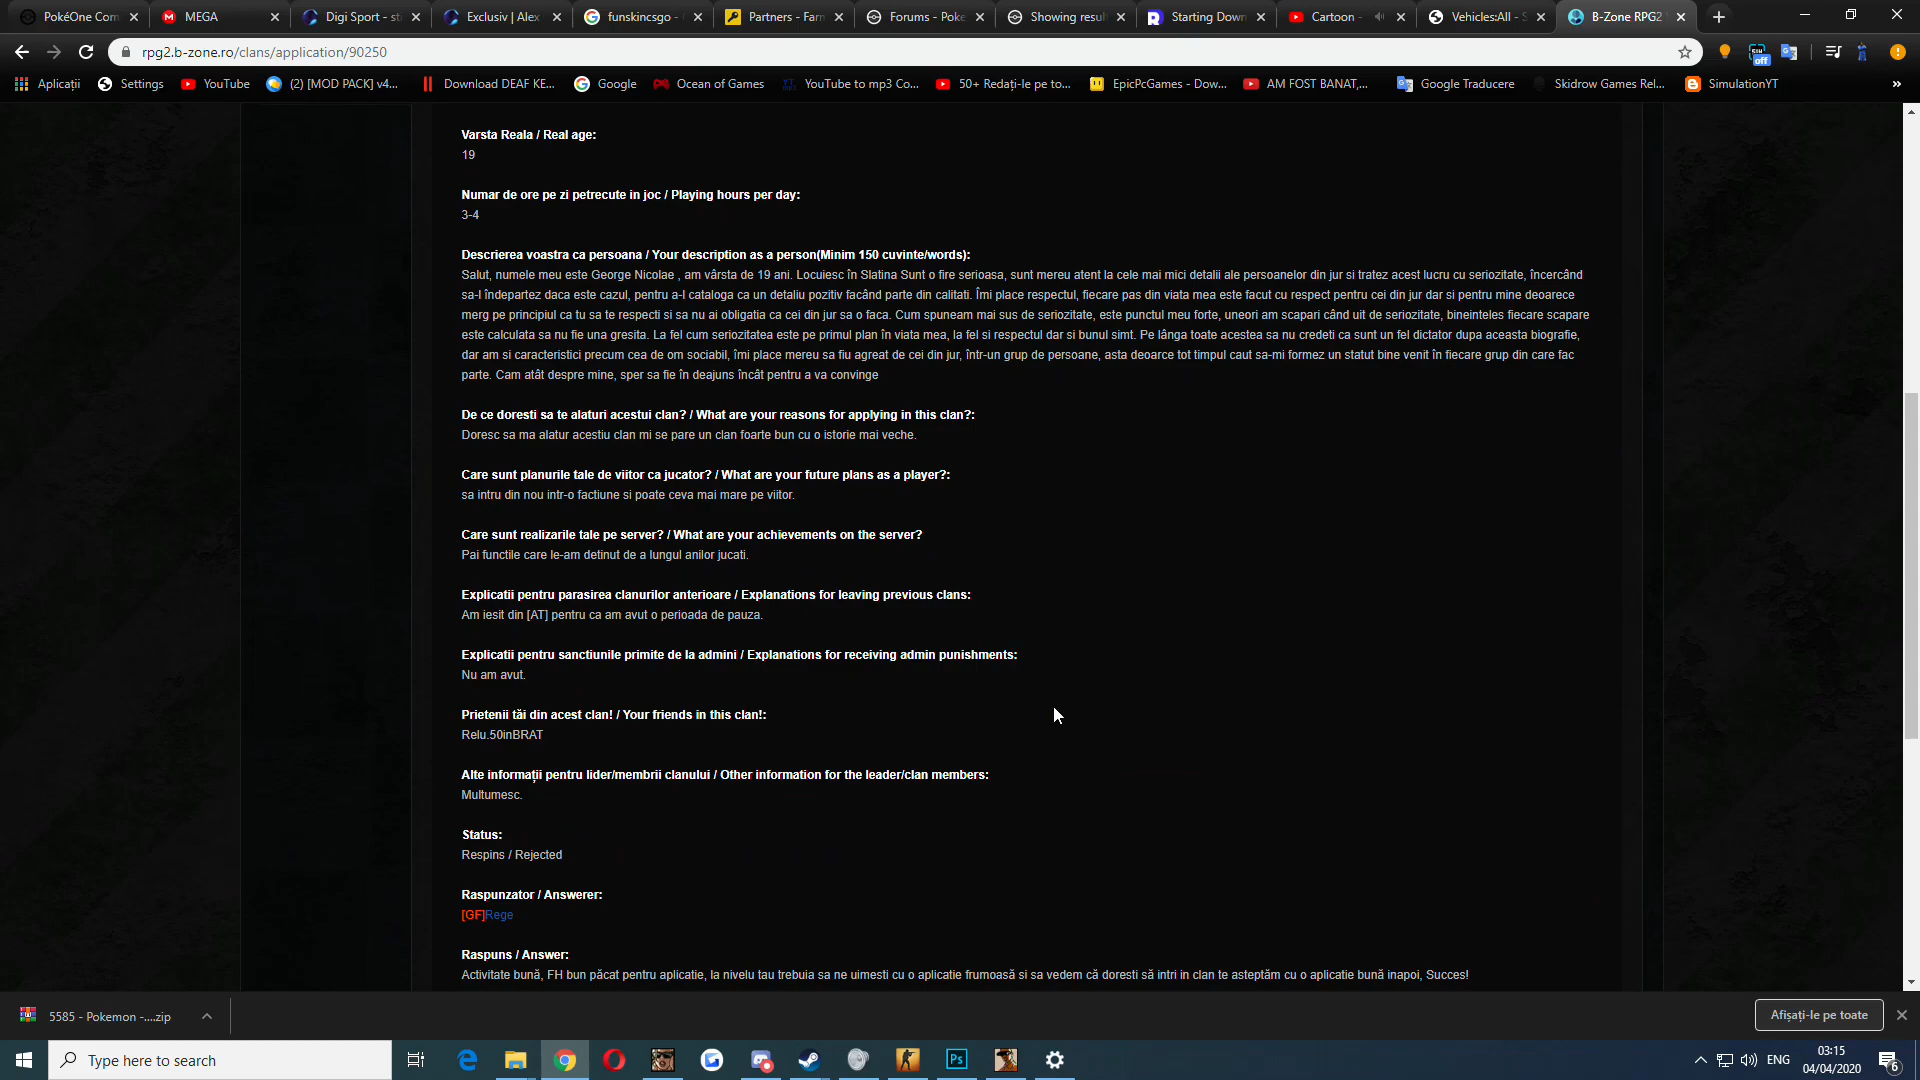 PokéOne Com
MEGA
Digi Sport - st
Exclusiv | Alex
funskincsgo -
Partners - Farn
Forums - Poke
Showing resul
Starting Down
Cartoon -
Vehicles:All - S
B-Zone RPG2
rpg2.b-zone.ro/clans/application/90250
off
Aplicații
Settings
YouTube
(2) [MOD PACK] v4...
Download DEAF KE...
Google
Ocean of Games
YouTube to mp3 Co...
50+ Redați-le pe to...
EpicPcGames - Dow...
AM FOST BANAT,...
Google Traducere
Skidrow Games Rel...
SimulationYT
»
Varsta Reala / Real age:
19
Numar de ore pe zi petrecute in joc / Playing hours per day:
3-4
Descrierea voastra ca persoana / Your description as a person(Minim 150 cuvinte/words):
Salut, numele meu este George Nicolae , am vârsta de 19 ani. Locuiesc în Slatina Sunt o fire serioasa, sunt mereu atent la cele mai mici detalii ale persoanelor din jur si tratez acest lucru cu seriozitate, încercând
sa-l îndepartez daca este cazul, pentru a-l cataloga ca un detaliu pozitiv facând parte din calitati. Îmi place respectul, fiecare pas din viata mea este facut cu respect pentru cei din jur dar si pentru mine deoarece
merg pe principiul ca tu sa te respecti si sa nu ai obligatia ca cei din jur sa o faca. Cum spuneam mai sus de seriozitate, este punctul meu forte, uneori am scapari când uit de seriozitate, bineinteles fiecare scapare
este calculata sa nu fie una gresita. La fel cum seriozitatea este pe primul plan în viata mea, la fel si respectul dar si bunul simt. Pe lânga toate acestea sa nu credeti ca sunt un fel dictator dupa aceasta biografie,
dar am si caracteristici precum cea de om sociabil, îmi place mereu sa fiu agreat de cei din jur, într-un grup de persoane, asta deoarce tot timpul caut sa-mi formez un statut bine venit în fiecare grup din care fac
parte. Cam atât despre mine, sper sa fie în deajuns încât pentru a va convinge
De ce doresti sa te alaturi acestui clan? / What are your reasons for applying in this clan?:
Doresc sa ma alatur acestiu clan mi se pare un clan foarte bun cu o istorie mai veche.
Care sunt planurile tale de viitor ca jucator? / What are your future plans as a player?:
sa intru din nou intr-o factiune si poate ceva mai mare pe viitor.
Care sunt realizarile tale pe server? / What are your achievements on the server?
Pai functile care le-am detinut de a lungul anilor jucati.
Explicatii pentru parasirea clanurilor anterioare / Explanations for leaving previous clans:
Am iesit din [AT] pentru ca am avut o perioada de pauza.
Explicatii pentru sanctiunile primite de la admini / Explanations for receiving admin punishments:
Nu am avut.
Prietenii tăi din acest clan! / Your friends in this clan!:
Relu.50inBRAT
Alte informații pentru lider/membrii clanului / Other information for the leader/clan members:
Multumesc.
Status:
Respins / Rejected
Raspunzator / Answerer:
[GF]Rege
Raspuns / Answer:
Activitate bună, FH bun păcat pentru aplicatie, la nivelu tau trebuia sa ne uimesti cu o aplicatie frumoasă si sa vedem că doresti să intri in clan te asteptăm cu o aplicatie bună inapoi, Succes!
5585 - Pokemon -....zip
Afișați-le pe toate
Type here to search
Ps
ENG
03:15
04/04/2020
6